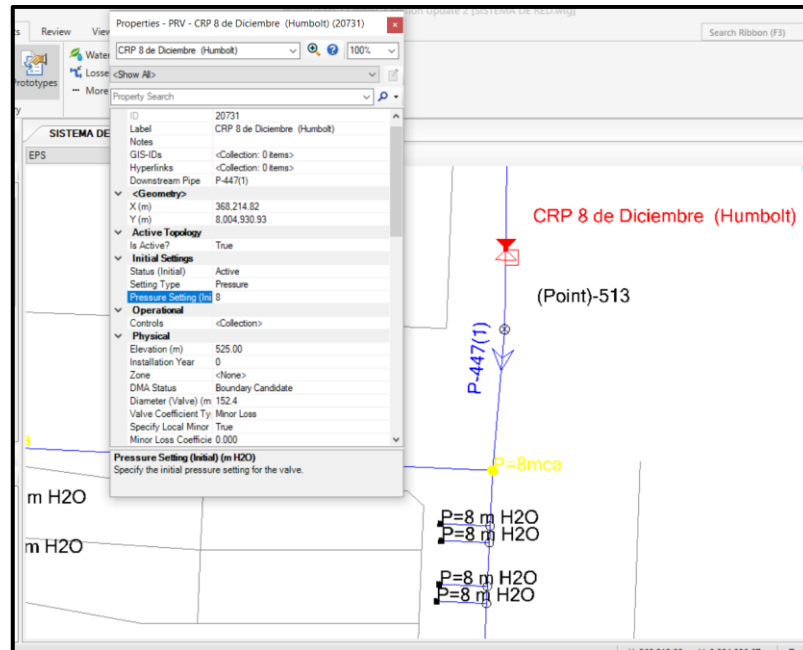 Update 2 [SISTEMA DE RED.wtg]
Review
Search Ribbon (F3)
Prototypes
Water
Losse
More
SISTEMA DE
EPS
Properties - PRV - CRP 8 de Diciembre (Humbolt) (20731)
CRP 8 de Diciembre (Humbolt)
100%
<Show All>
Property Search
ID 20731
Label CRP 8 de Diciembre (Humbolt)
Notes
GIS-IDs <Collection: 0 items>
Hyperlinks <Collection: 0 items>
Downstream Pipe P-447(1)
<Geometry>
X (m) 368,214.82
Y (m) 8,004,930.93
Active Topology
Is Active? True
Initial Settings
Status (Initial) Active
Setting Type Pressure
Pressure Setting (Ini 8
Operational
Controls <Collection>
Physical
Elevation (m) 525.00
Installation Year 0
Zone <None>
DMA Status Boundary Candidate
Diameter (Valve) (m 152.4
Valve Coefficient Ty Minor Loss
Specify Local Minor True
Minor Loss Coefficie 0.000
Pressure Setting (Initial) (m H2O)
Specify the initial pressure setting for the valve.
CRP 8 de Diciembre (Humbolt)
(Point)-513
P-447(1)
P=8mca
m H2O
m H2O
P=8 m H2O
P=8 m H2O
P=8 m H2O
P=8 m H2O